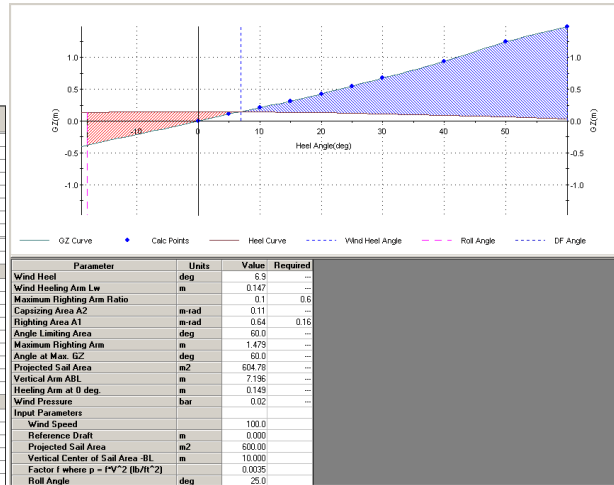 1.0
1.0
0.5
0.5
GZ(m)
0.0
0.0
GZ(m)
-10
0
10
20
30
40
50
Heel Angle(deg)
-0.5
-0.5
-1.0
-1.0
GZ Curve Calc Points Heel Curve Wind Heel Angle Roll Angle DF Angle
Parameter Units Value Required
Wind Heel deg 6.9 ---
Wind Heeling Arm Lw m 0.147 ---
Maximum Righting Arm Ratio 0.1 0.6
Capsizing Area A2 m-rad 0.11 ---
Righting Area A1 m-rad 0.64 0.16
Angle Limiting Area deg 60.0 ---
Maximum Righting Arm m 1.479 ---
Angle at Max. GZ deg 60.0 ---
Projected Sail Area m2 604.78 ---
Vertical Arm ABL m 7.196 ---
Heeling Arm at 0 deg. m 0.149 ---
Wind Pressure bar 0.02 ---
Input Parameters
Wind Speed 100.0
Reference Draft m 0.000
Projected Sail Area m2 600.00
Vertical Center of Sail Area -BL m 10.000
Factor f where p = f*V^2 (lb/ft^2) 0.0035
Roll Angle deg 25.0